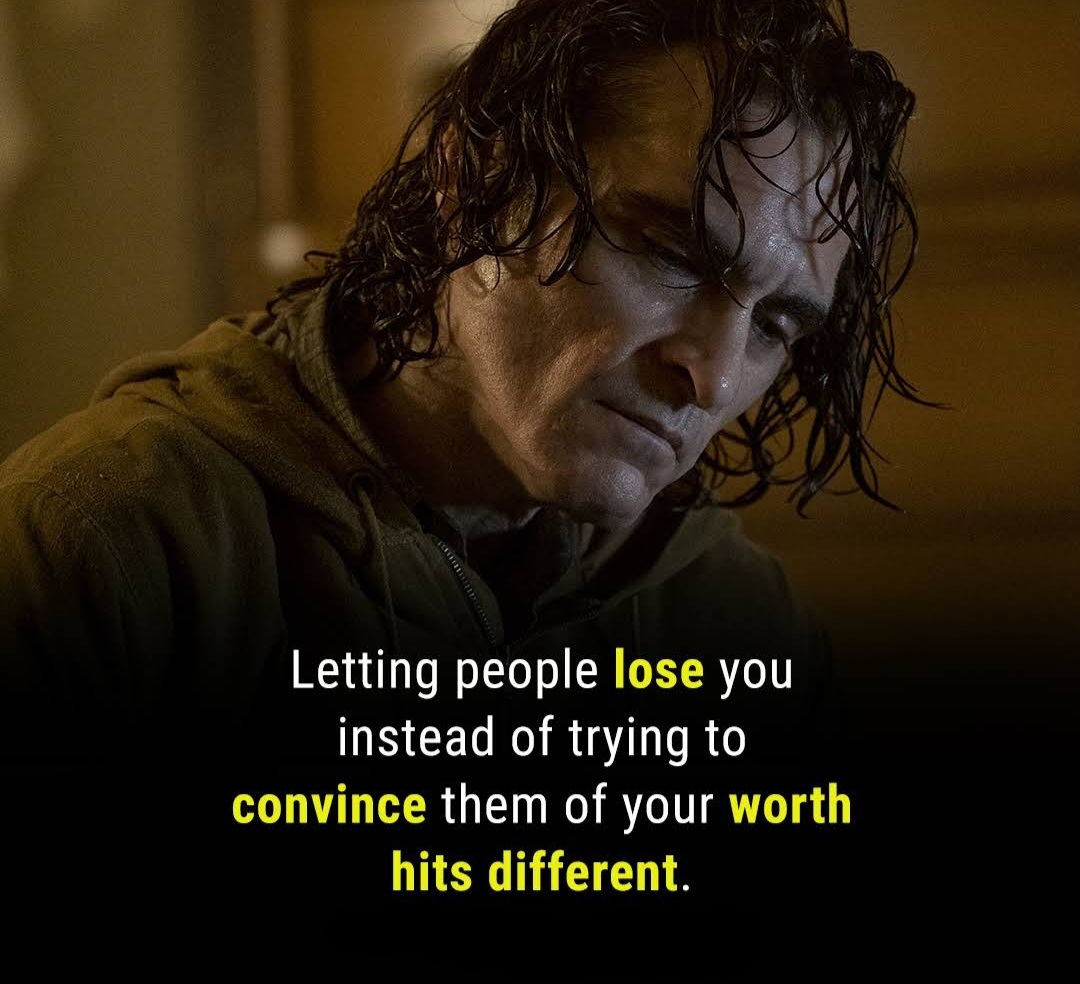 Letting people lose you
instead of trying to
convince them of your worth
hits different.